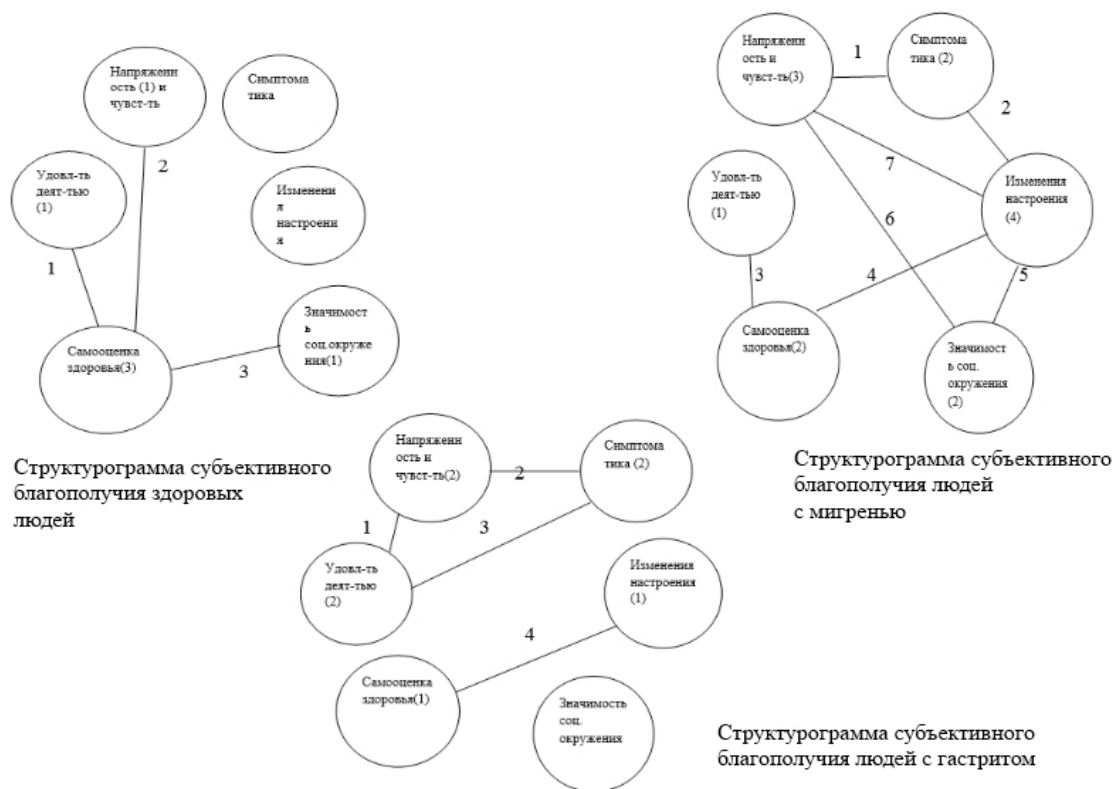 Напряженн
ость (1) и
чувст-ть
Симптома
тика
2
Удовл-ть
деят-тью
(1)
Изменени
я
настроени
я
1
Значимост
ь
соц.окруже
ния(1)
Самооценка
здоровья(3)
3
Структурограмма субъективного
благополучия здоровых
людей
Напряженн
ость и
чувст-ть(3)
1
Симптома
тика (2)
2
7
Удовл-ть
деят-тью
(1)
Изменения
настроения
(4)
6
3
4
5
Самооценка
здоровья(2)
Значимост
ь соц.
окружения
(2)
Структурограмма субъективного
благополучия людей
с мигренью
Напряженн
ость и
чувст-ть(2)
2
Симптома
тика (2)
1
3
Удовл-ть
деят-тью
(2)
Изменения
настроения
(1)
4
Самооценка
здоровья(1)
Значимость
соц.
окружения
Структурограмма субъективного
благополучия людей с гастритом